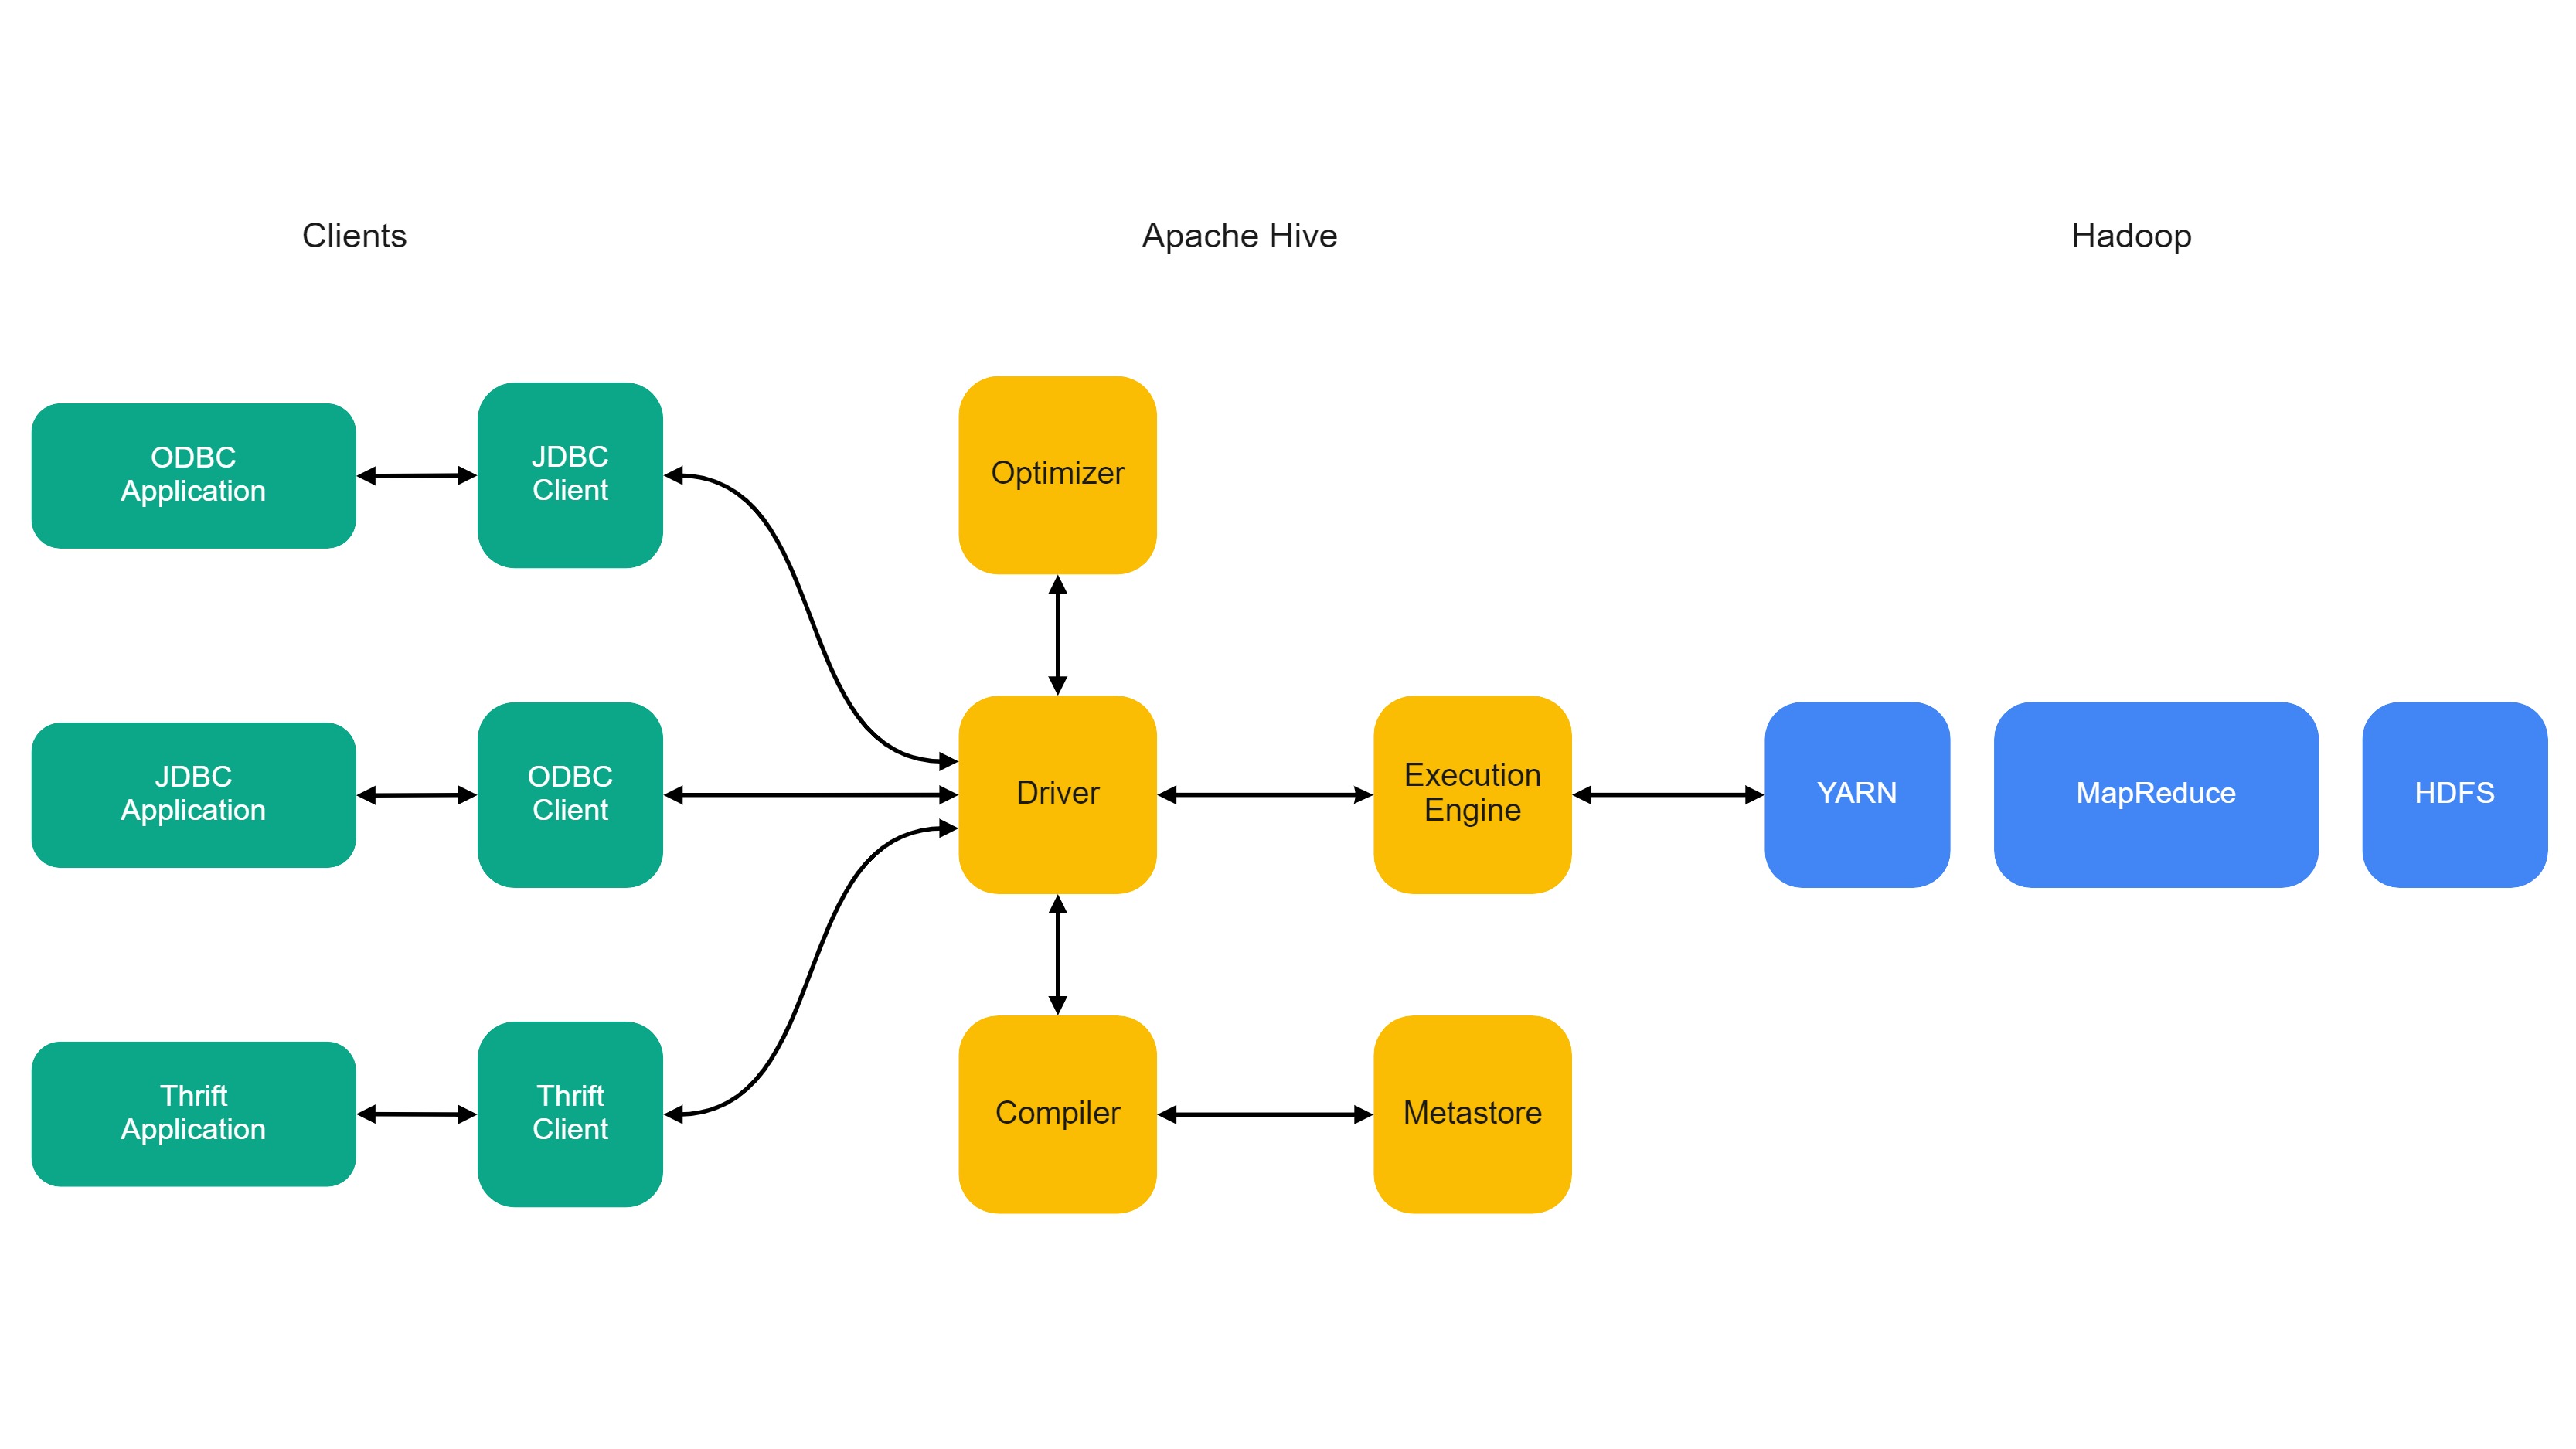 Clients
Apache Hive
Hadoop
ODBC
Application
JDBC
Client
Optimizer
JDBC
Application
ODBC
Client
Driver
Execution
Engine
YARN
MapReduce
HDFS
Thrift
Application
Thrift
Client
Compiler
Metastore